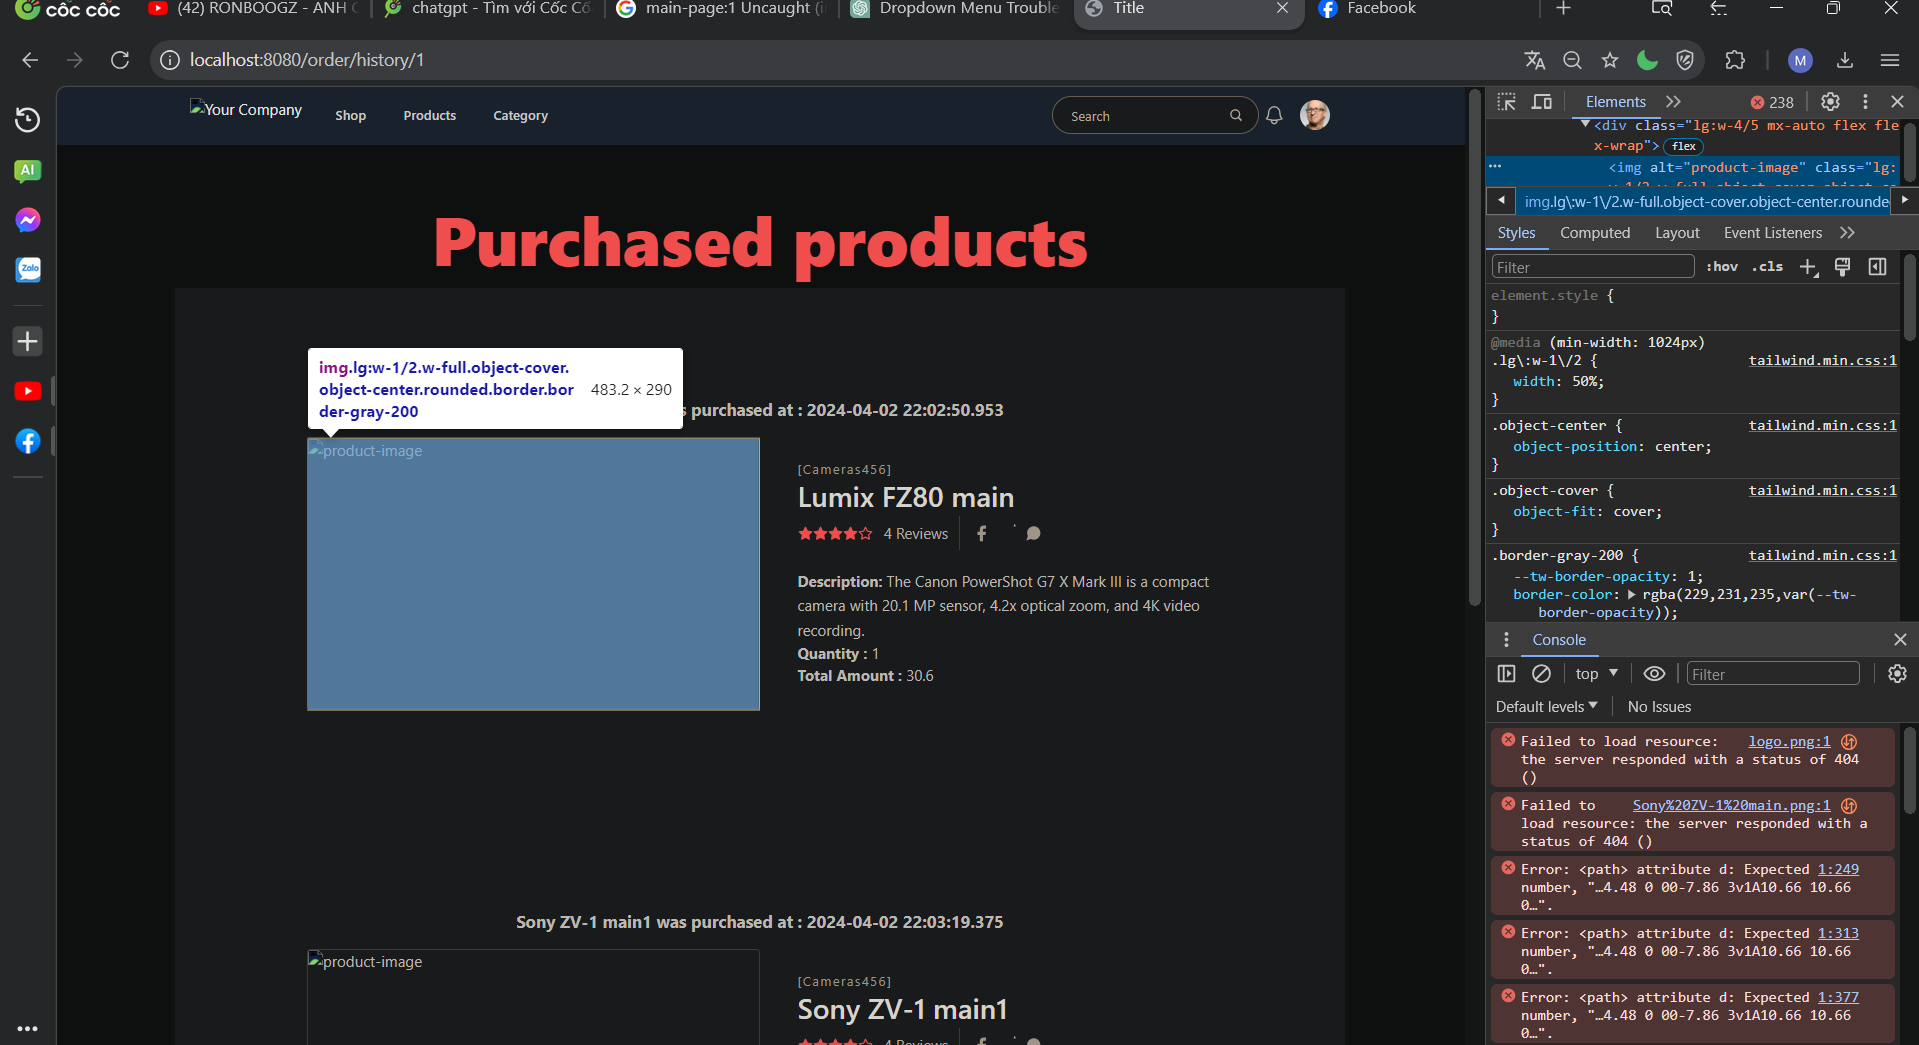 cốc cốc
(42) RONBOOGZ - ANH
chatgpt - Tìm với Cốc Cố
main-page:1 Uncaught (i
Dropdown Menu Trouble
Title
Facebook
localhost:8080/order/history/1
M
AI
Zalo
Your Company
Shop
Products
Category
Search
Purchased products
img.lg:w-1/2.w-full.object-cover.
object-center.rounded.border.bor
der-gray-200
483.2 × 290
purchased at : 2024-04-02 22:02:50.953
product-image
[Cameras456]
Lumix FZ80 main
4 Reviews
Description: The Canon PowerShot G7 X Mark III is a compact
camera with 20.1 MP sensor, 4.2x optical zoom, and 4K video
recording.
Quantity : 1
Total Amount : 30.6
Sony ZV-1 main1 was purchased at : 2024-04-02 22:03:19.375
product-image
[Cameras456]
Sony ZV-1 main1
4 Reviews
Elements
238
<div class="lg:w-4/5 mx-auto flex fle
x-wrap"> flex
<img alt="product-image" class="lg:
img.lg\:w-1\/2.w-full.object-cover.object-center.rounde
Styles
Computed
Layout
Event Listeners
Filter
:hov
.cls
element.style {
}
@media (min-width: 1024px)
.lg\:w-1\/2 {
tailwind.min.css:1
width: 50%;
}
.object-center {
tailwind.min.css:1
object-position: center;
}
.object-cover {
tailwind.min.css:1
object-fit: cover;
}
.border-gray-200 {
tailwind.min.css:1
--tw-border-opacity: 1;
border-color: rgba(229,231,235,var(--tw-
border-opacity));
Console
top
Filter
Default levels
No Issues
Failed to load resource: logo.png:1
the server responded with a status of 404
()
Failed to Sony%20ZV-1%20main.png:1
load resource: the server responded with a
status of 404 ()
Error: <path> attribute d: Expected 1:249
number, "…4.48 0 00-7.86 3v1A10.66 10.66
0…".
Error: <path> attribute d: Expected 1:313
number, "…4.48 0 00-7.86 3v1A10.66 10.66
0…".
Error: <path> attribute d: Expected 1:377
number, "…4.48 0 00-7.86 3v1A10.66 10.66
0…".